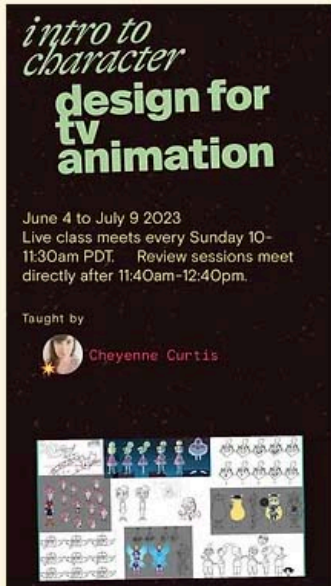 intro to
character
design for
tv
animation
June 4 to July 9 2023
Live class meets every Sunday 10-
11:30am PDT. Review sessions meet
directly after 11:40am-12:40pm.
Taught by
Cheyenne Curtis